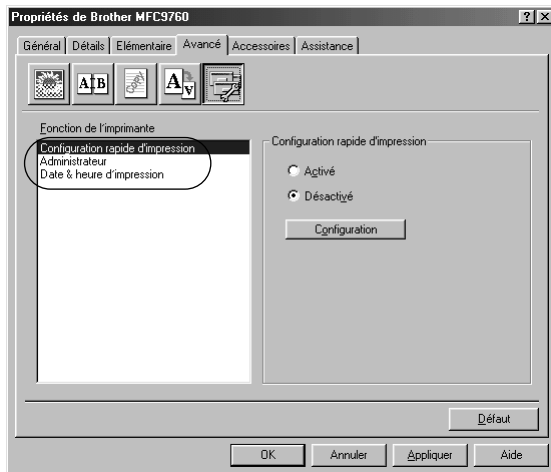 Propriétés de Brother MFC9760
? X
Général Détails Elémentaire Avancé Accessoires Assistance
A B COPY A A
Fonction de l'imprimante
Configuration rapide d'impression
Administrateur
Date & heure d'impression
Configuration rapide d'impression
Activé
Désactivé
Configuration
Défaut
OK Annuler Appliquer Aide